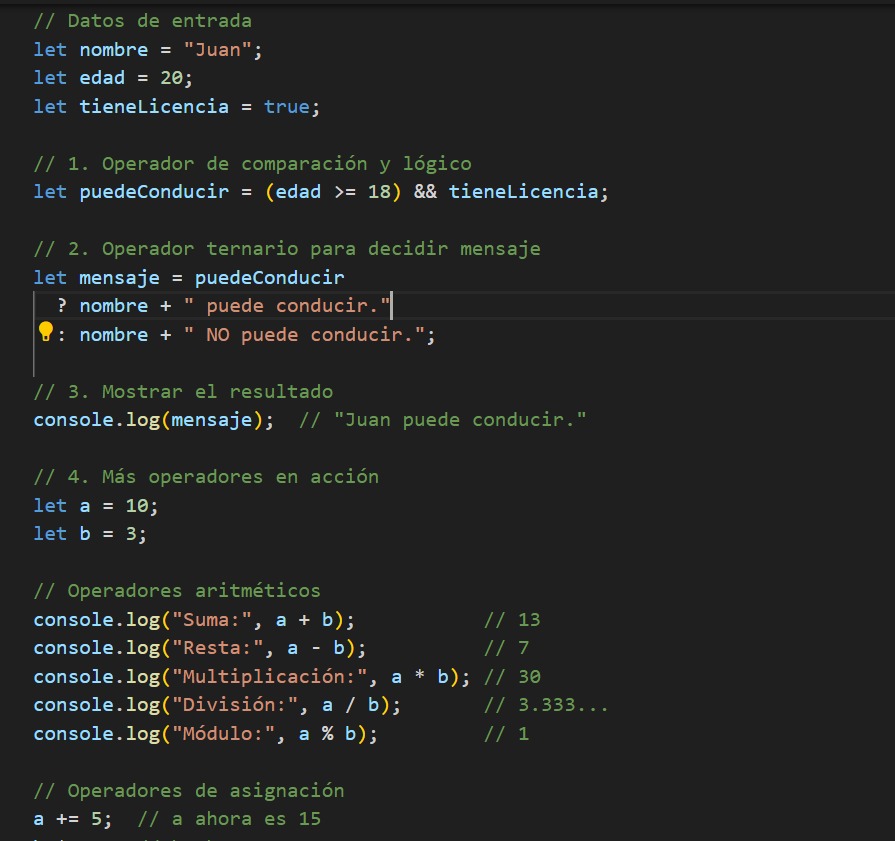 // Datos de entrada
let nombre = "Juan";
let edad = 20;
let tieneLicencia = true;
// 1. Operador de comparación y lógico
let puedeConducir = (edad >= 18) && tieneLicencia;
// 2. Operador ternario para decidir mensaje
let mensaje = puedeConducir
? nombre + " puede conducir."
: nombre + " NO puede conducir.";
// 3. Mostrar el resultado
console.log(mensaje);  // "Juan puede conducir."
// 4. Más operadores en acción
let a = 10;
let b = 3;
// Operadores aritméticos
console.log("Suma:", a + b);           // 13
console.log("Resta:", a - b);          // 7
console.log("Multiplicación:", a * b); // 30
console.log("División:", a / b);       // 3.333...
console.log("Módulo:", a % b);         // 1
// Operadores de asignación
a += 5;  // a ahora es 15